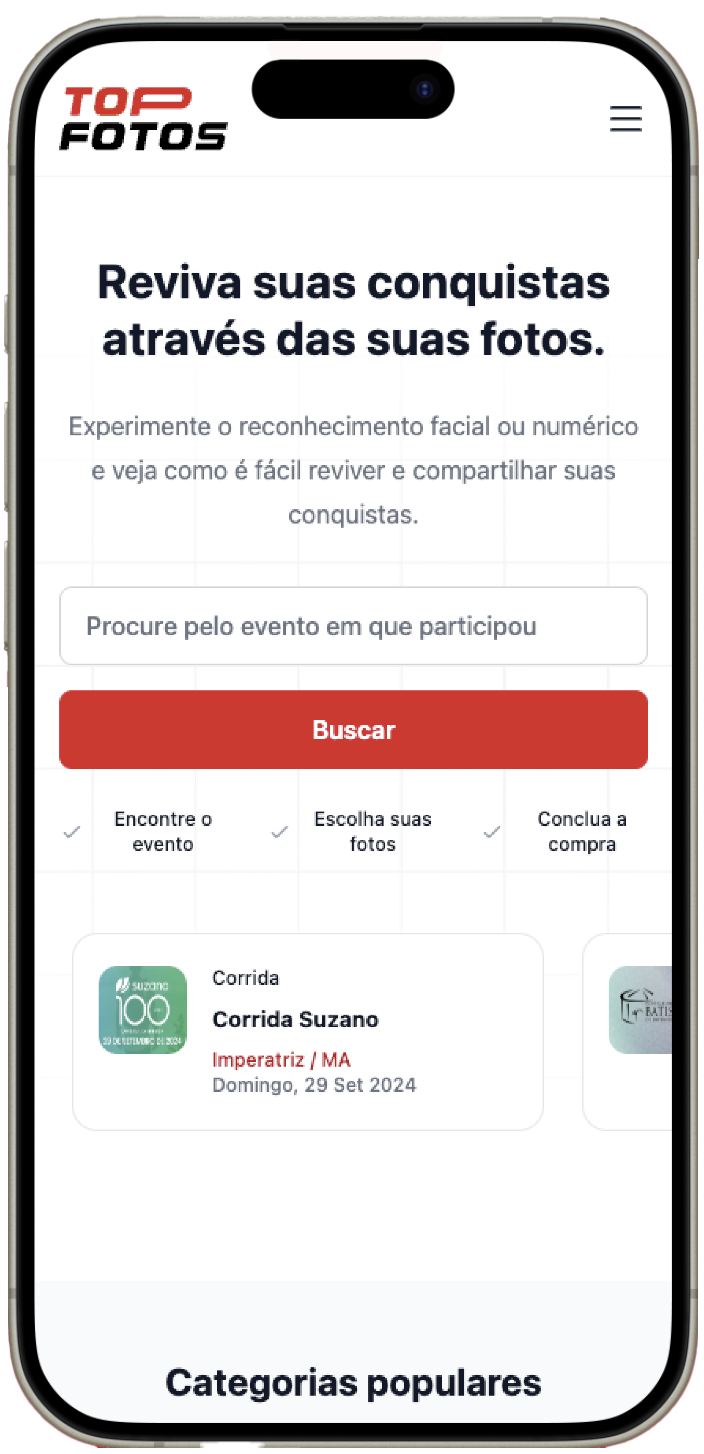 TOP
FOTOS
Reviva suas conquistas
através das suas fotos.
Experimente o reconhecimento facial ou numérico
e veja como é fácil reviver e compartilhar suas
conquistas.
Procure pelo evento em que participou
Buscar
Encontre o
evento
Escolha suas
fotos
Conclua a
compra
suzano
100
29 DE SETEMBRO DE 2024
Corrida
Corrida Suzano
Imperatriz / MA
Domingo, 29 Set 2024
Categorias populares